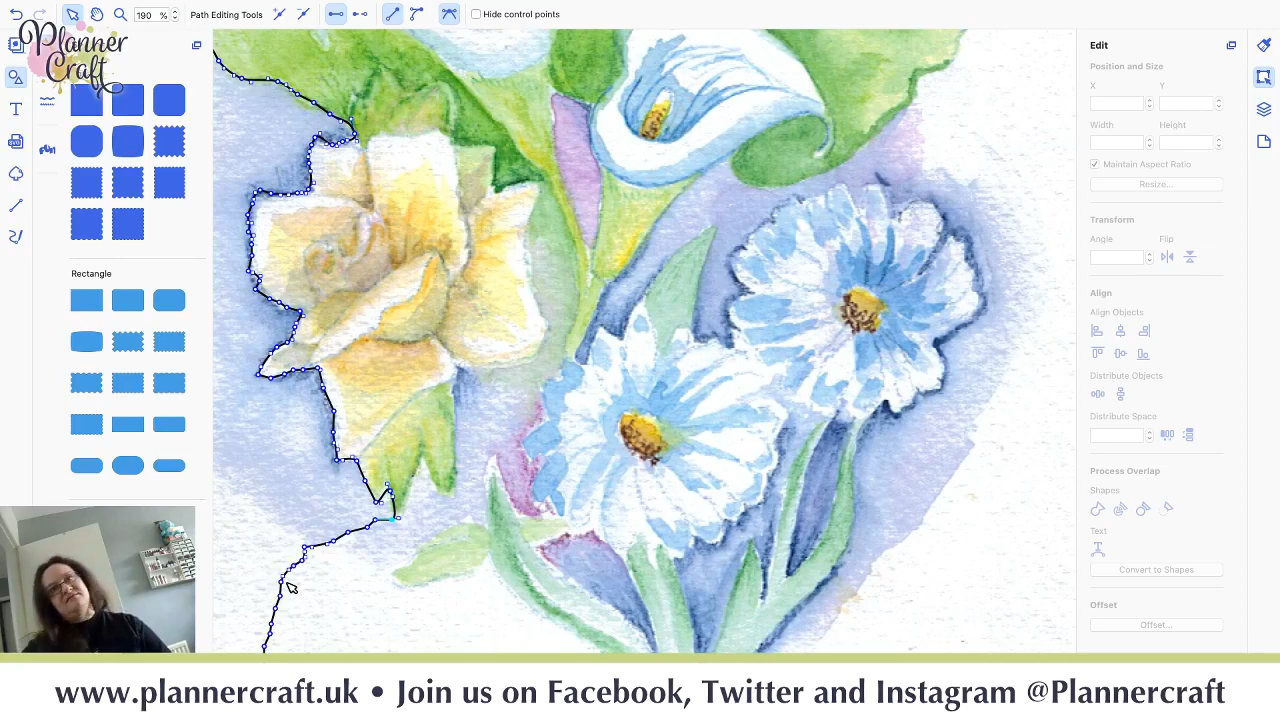 190 %
Path Editing Tools
Hide control points
Planner
Craft
T
Rectangle
Edit
Position and Size
X
Y
Width
Height
Maintain Aspect Ratio
Resize...
Transform
Angle
Flip
Align
Align Objects
Distribute Objects
Distribute Space
Process Overlap
Shapes
Text
Convert to Shapes
Offset
Offset...
www.plannercraft.uk • Join us on Facebook, Twitter and Instagram @Plannercraft